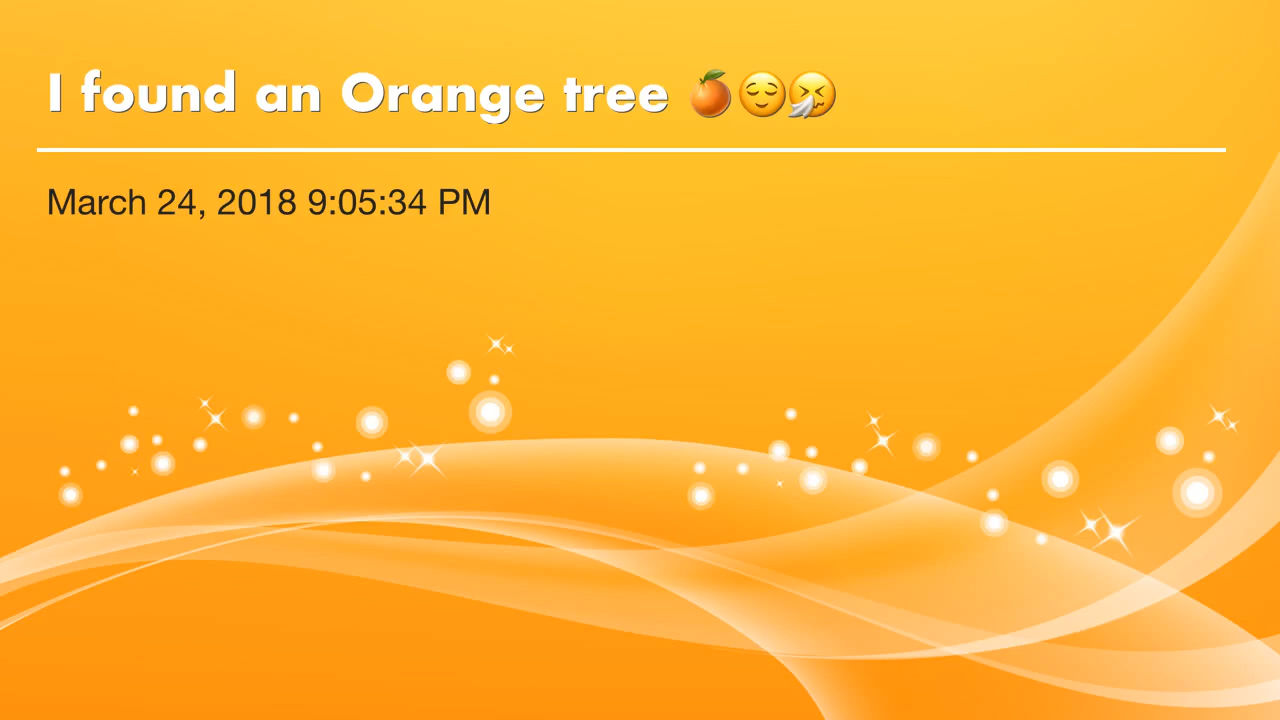 I found an Orange tree 🍊😌🤧
March 24, 2018 9:05:34 PM